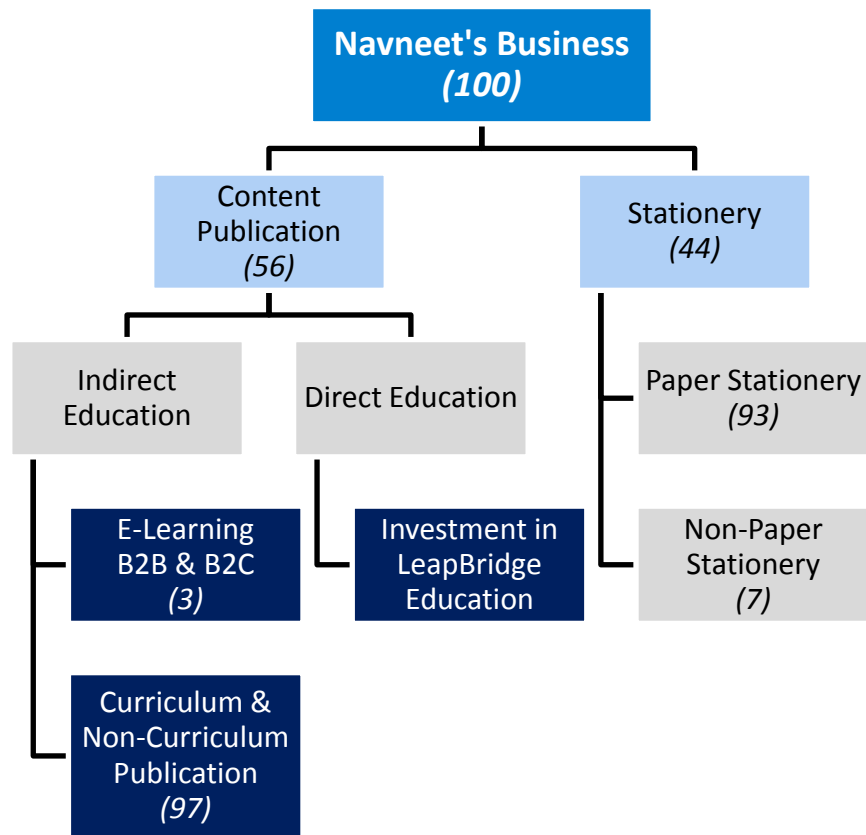 Navneet's Business
(100)
Content
Publication
(56)
Stationery
(44)
Indirect
Education
Direct Education
Paper Stationery
(93)
E-Learning
B2B & B2C
(3)
Investment in
LeapBridge
Education
Non-Paper
Stationery
(7)
Curriculum &
Non-Curriculum
Publication
(97)